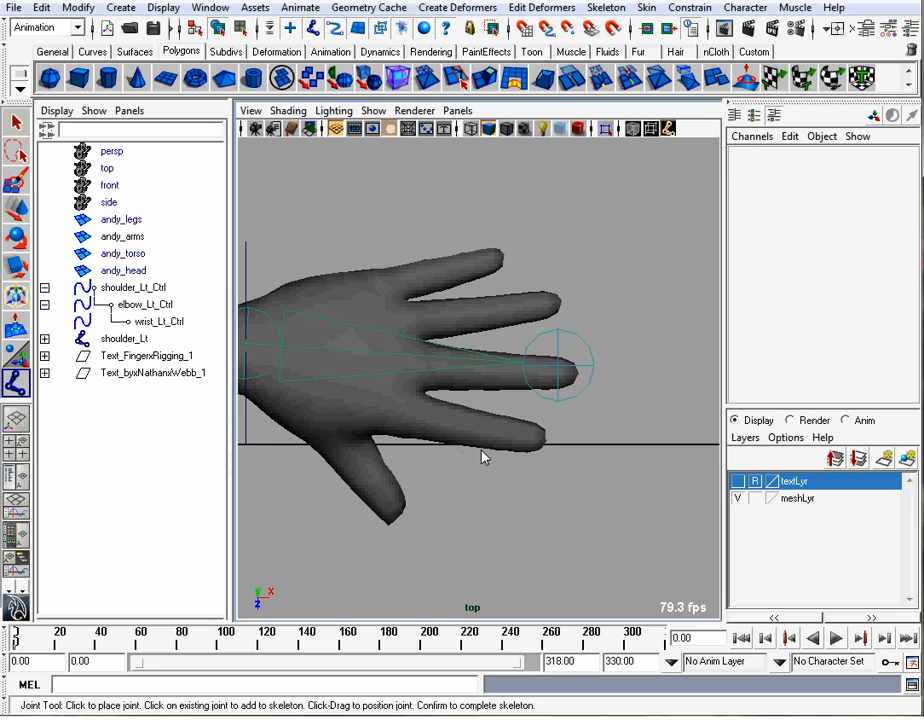 File Edit Modify Create Display Window Assets Animate Geometry Cache Create Deformers Edit Deformers Skeleton Skin Constrain Character Muscle Help
Animation
General Curves Surfaces Polygons Subdivs Deformation Animation Dynamics Rendering PaintEffects Toon Muscle Fluids Fur Hair nCloth Custom
Display Show Panels
View Shading Lighting Show Renderer Panels
Channels Edit Object Show
persp
top
front
side
andy_legs
andy_arms
andy_torso
andy_head
shoulder_Lt_Ctrl
elbow_Lt_Ctrl
wrist_Lt_Ctrl
shoulder_Lt
Text_FingerxRigging_1
Text_byxNathanxWebb_1
Display Render Anim
Layers Options Help
R textLyr
V meshLyr
y x
z
top
79.3 fps
0 20 40 60 80 100 120 140 160 180 200 220 240 260 280 300
0.00
0.00 0.00 318.00 330.00 No Anim Layer No Character Set
MEL
Joint Tool: Click to place joint. Click on existing joint to add to skeleton. Click-Drag to position joint. Confirm to complete skeleton.